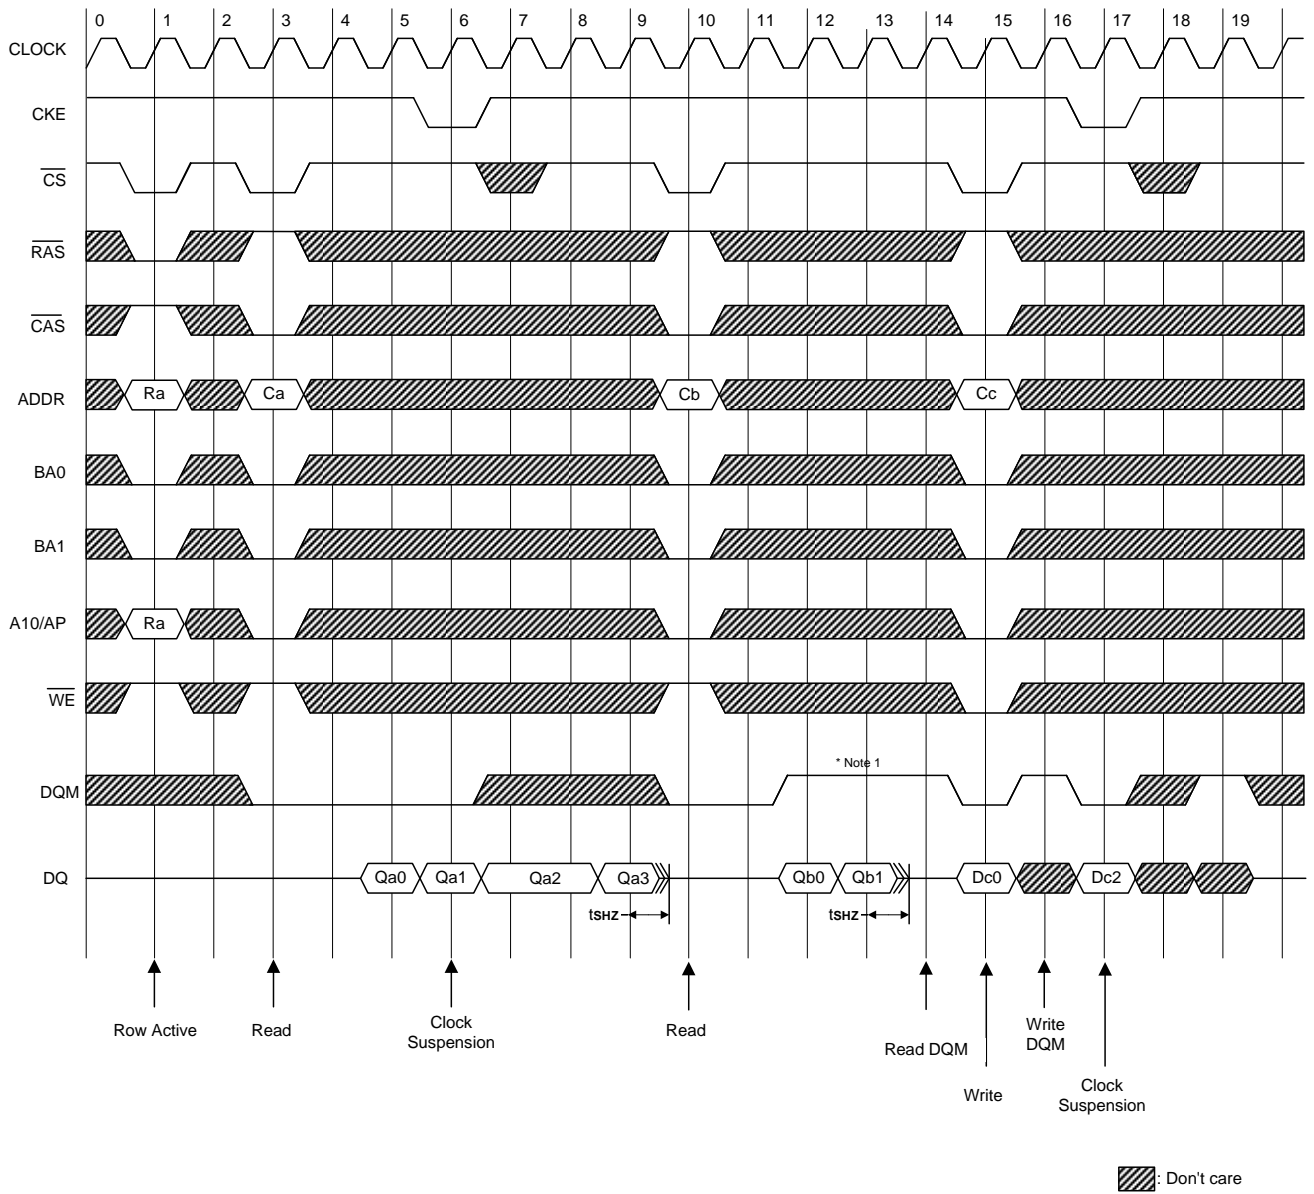 0 1 2 3 4 5 6 7 8 9 10 11 12 13 14 15 16 17 18 19
CLOCK
CKE
CS
RAS
CAS
ADDR Ra Ca Cb Cc
BA0
BA1
A10/AP Ra
WE
* Note 1
DQM
DQ Qa0 Qa1 Qa2 Qa3 Qb0 Qb1 Dc0 Dc2
tSHZ tSHZ
Row Active
Read
Clock
Suspension
Read
Read DQM
Write
Write
DQM
Clock
Suspension
: Don't care